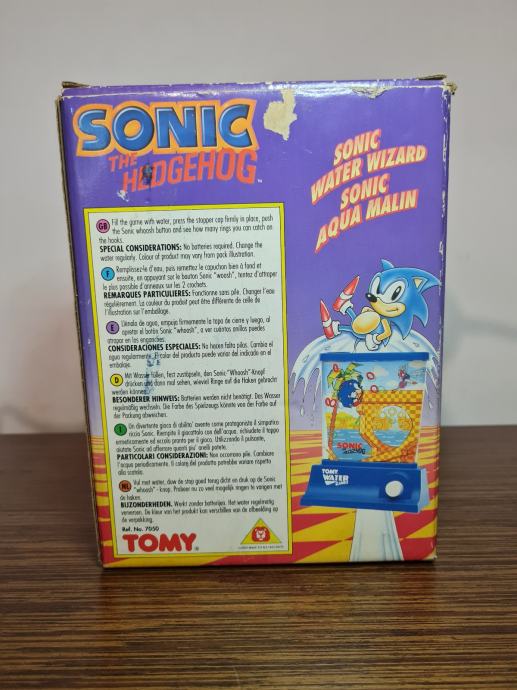 SONIC
THE
HEDGEHOG
SONIC
WATER WIZARD
SONIC
AQUA MALIN
GB Fill the game with water, press the stopper cap firmly in place, push
the Sonic whoosh button and see how many rings you can catch on
the hooks.
SPECIAL CONSIDERATIONS: No batteries required. Change the
water regularly. Colour of product may vary from pack illustration.
F Remplissez-le d'eau, puis remettez le capuchon bien à fond et
ensuite, en appuyant sur le bouton Sonic "woosh", tentez d'attraper
le plus possible d'anneaux sur les 2 crochets.
REMARQUES PARTICULIERES: Fonctionne sans pile. Changer l'eau
régulièrement. La couleur du produit peut être différente de celle de
l'illustration sur l'emballage.
E Llénalo de agua, empuja firmemente la tapa de cierre y luego, al
apretar el botón Sonic "whoosh", a ver cuántos anillos puedes
atrapar en los enganches.
CONSIDERACIONES ESPECIALES: No hacen falta pilas. Cambia el
agua regularmente. El color del producto puede variar del indicado en el
embalaje.
D Mit Wasser füllen, fest zustöpseln, den Sonic-"Whoosh"-Knopf
drücken und dann mal sehen, wieviel Ringe auf die Haken gebracht
werden können.
BESONDERER HINWEIS: Batterien werden nicht benötigt. Das Wasser
regelmäßig wechseln. Die Farbe des Spielzeugs könnte von der Farbe auf
der Packung abweichen.
I Un divertente gioco di abilita' avente come protagonista il simpatico
riccio Sonic. Riempite il giocattolo con dell'acqua, richiudete il tappo
ermeticamente ed eccolo pronto per il gioco. Utilizzando il pulsante,
aiutate Sonic ad afferrare quanti piu' anelli potete.
PARTICOLARI CONSIDERAZIONI: Non occorrono pile. Cambiare
l'acqua periodicamente. Il colore del prodotto potrebbe variare rispetto
alla scatola.
NL Vul met water, duw de stop goed terug dicht en druk op de Sonic
"whoosh" - knop. Probeer nu zo veel mogelijk ringen te vangen met
de haken.
BIJZONDERHEDEN. Werkt zonder batterijen. Het water regelmatig
verversen. De kleur van het produkt kan verschillen van de afbeelding op
de verpakking.
Ref. No. 7050
TOMY
SONIC
THE HEDGEHOG
TOMY
WATER
GAMES